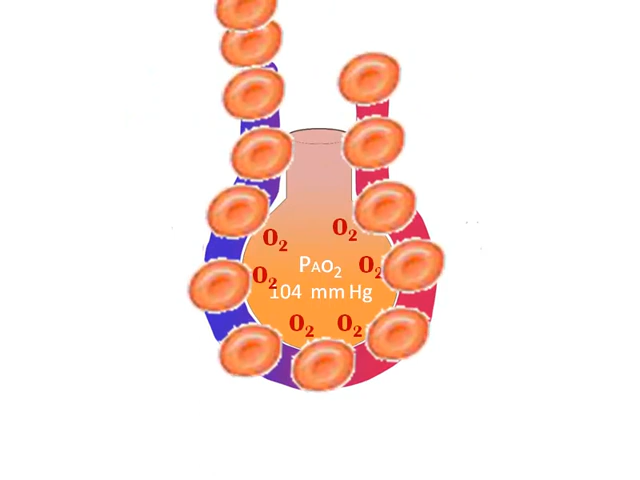 O₂ O₂
PAO₂ O₂
O₂
104 mm Hg
O₂ O₂